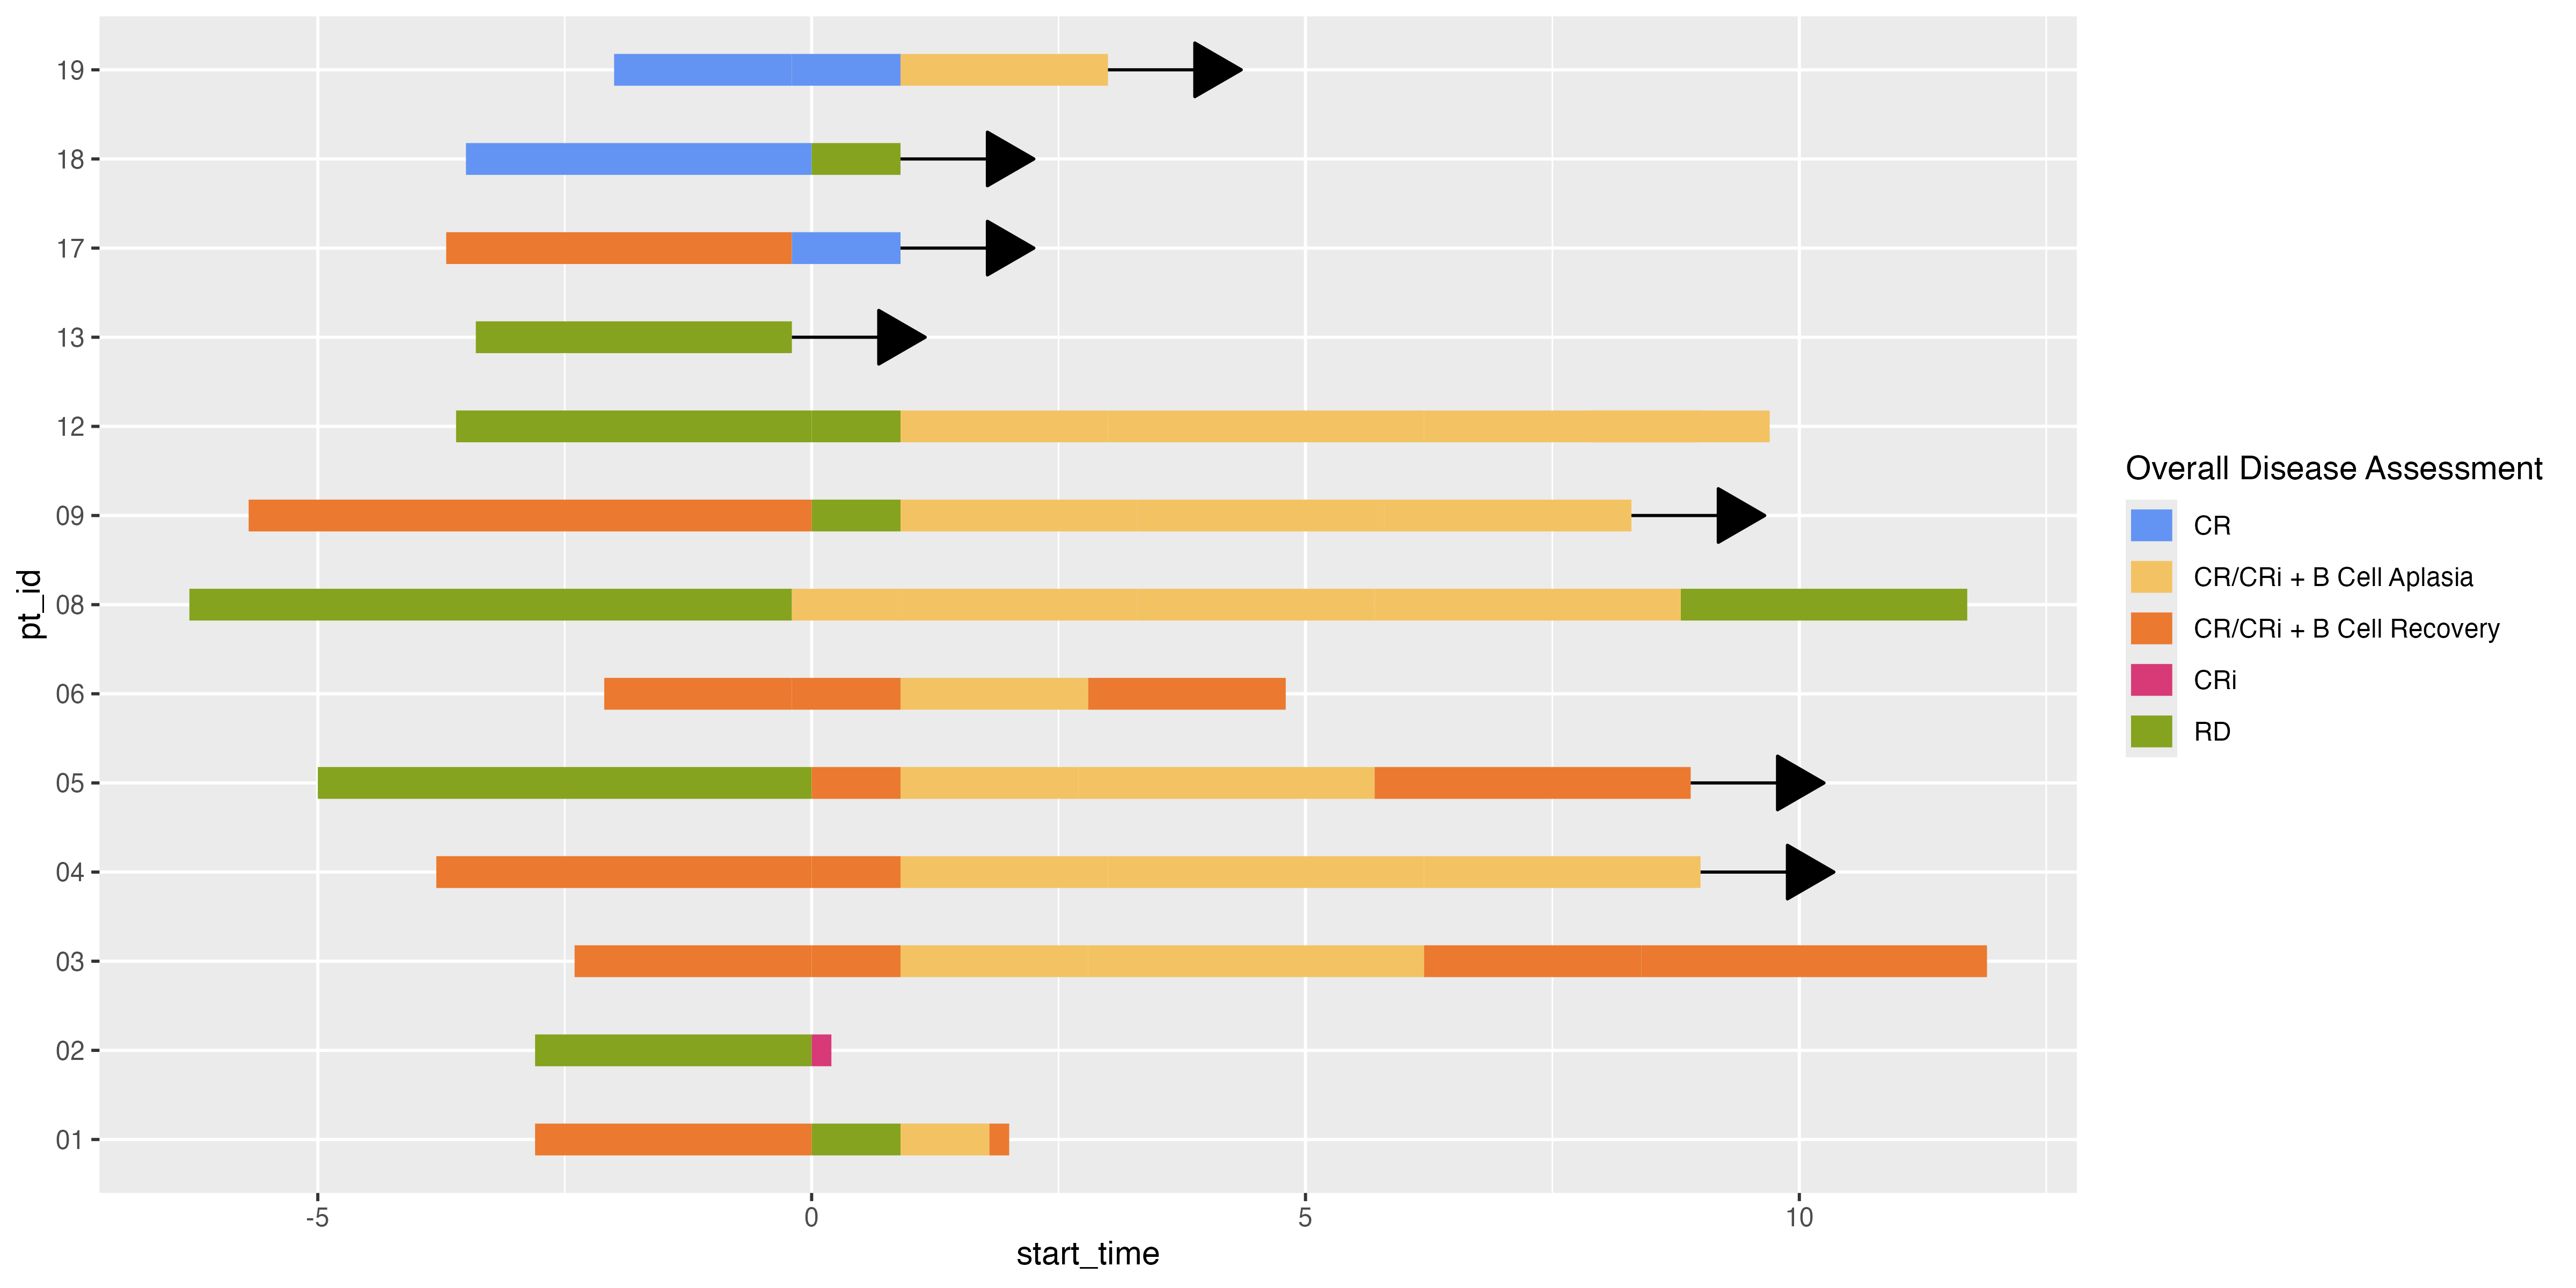 19
18
17
13
12
09
08
06
05
04
03
02
01
pt_id
-5 0 5 10
start_time
Overall Disease Assessment
CR
CR/CRi + B Cell Aplasia
CR/CRi + B Cell Recovery
CRi
RD